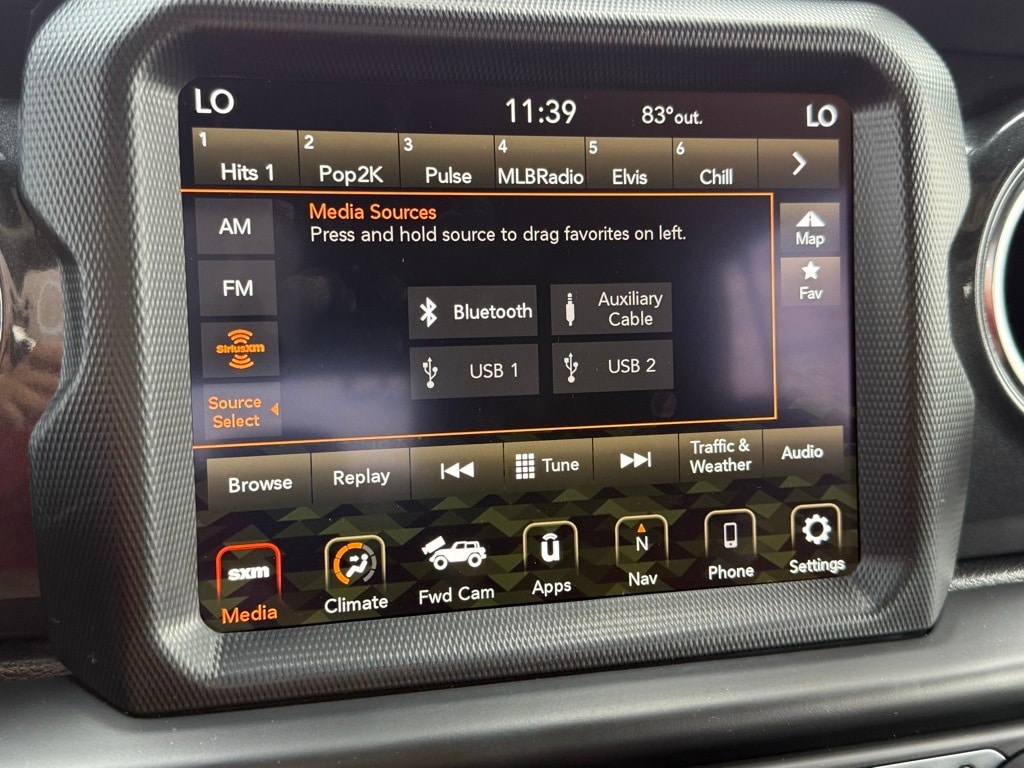 LO 11:39 83°out. LO
1 2 3 4 5 6
Hits 1 Pop2K Pulse MLBRadio Elvis Chill
Media Sources
Press and hold source to drag favorites on left.
AM
FM
SiriusXM
Source
Select
Bluetooth
Auxiliary
Cable
USB 1
USB 2
Map
Fav
Browse Replay Tune
Traffic &
Weather
Audio
sxm
Media
Climate
Fwd Cam
ū
Apps
N
Nav
Phone
Settings